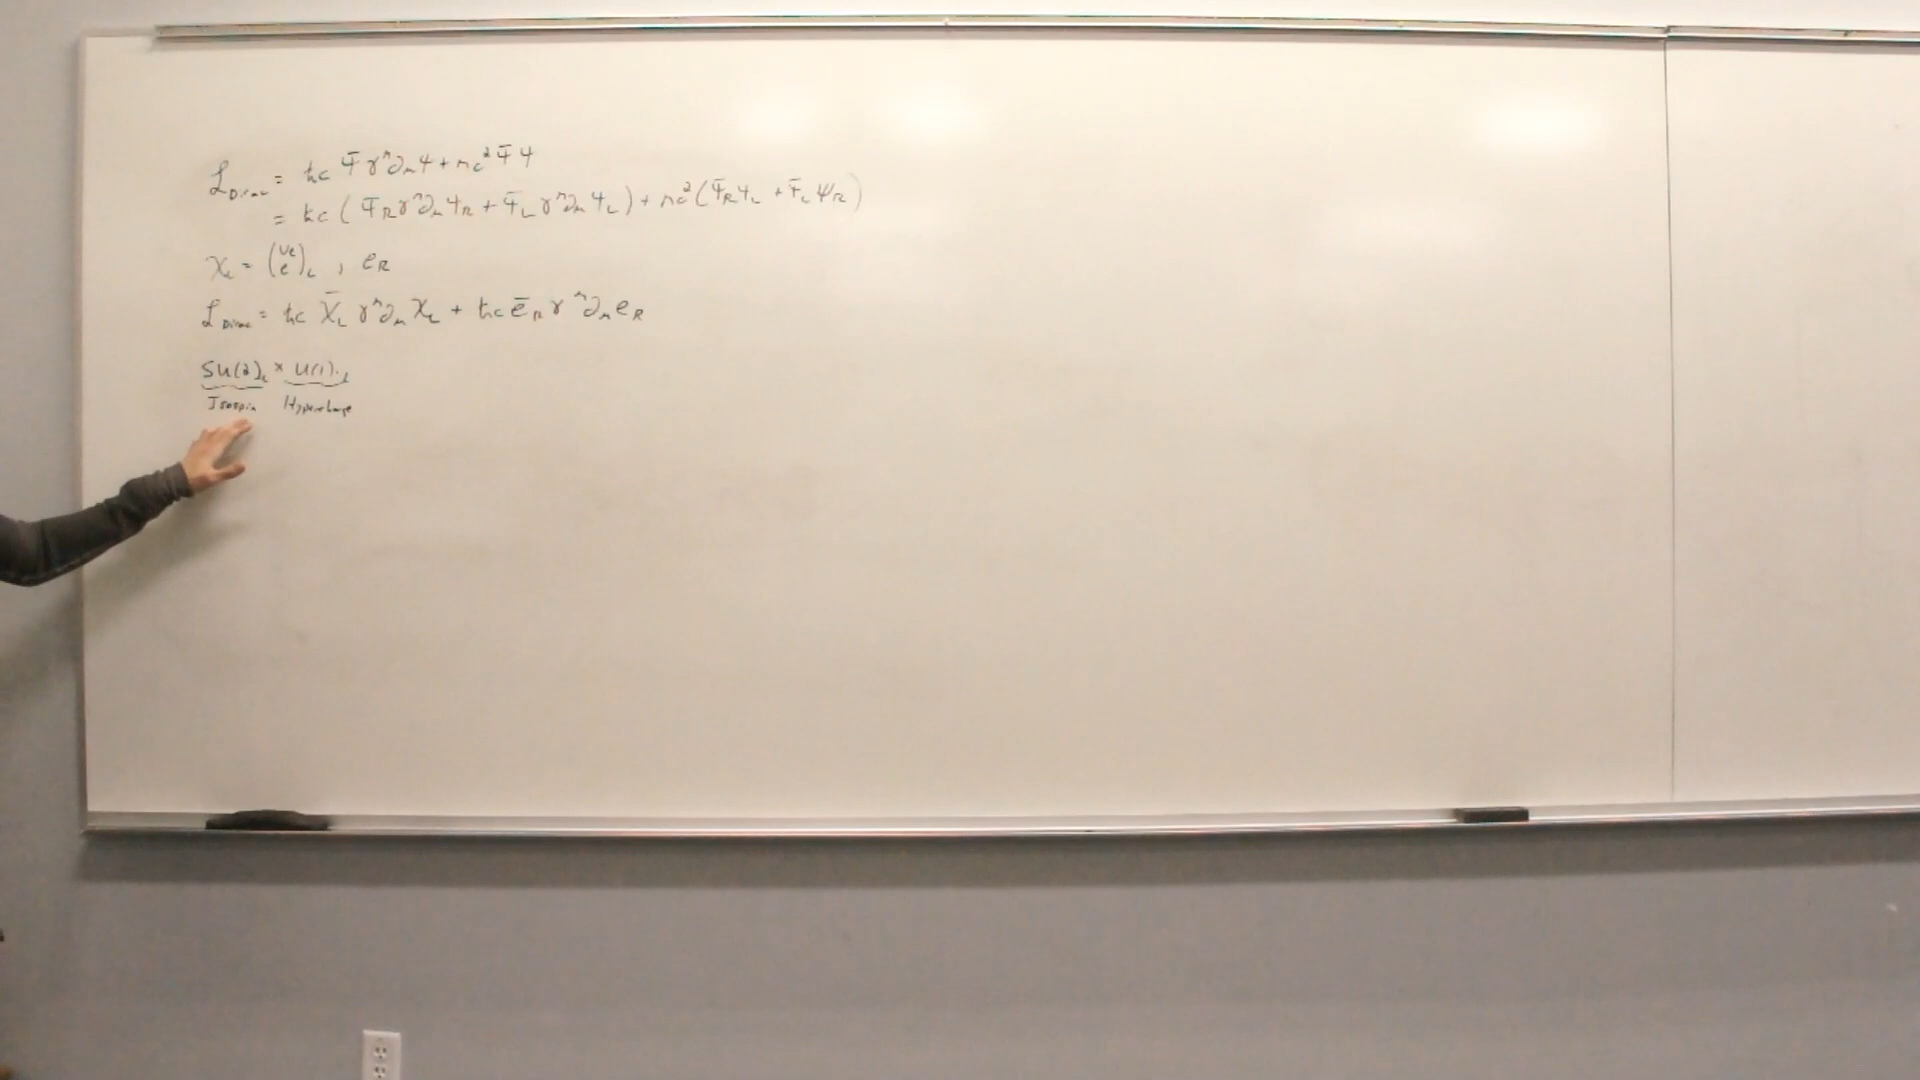 ℒ_Dirac = ħc Ψ̄ γ^μ ∂_μ Ψ + mc² Ψ̄ Ψ
= ħc ( Ψ̄_R γ^μ ∂_μ Ψ_R + Ψ̄_L γ^μ ∂_μ Ψ_L ) + mc² ( Ψ̄_R Ψ_L + Ψ̄_L Ψ_R )
χ_L = (ν_e e)_L , e_R
ℒ_Dirac = ħc χ̄_L γ^μ ∂_μ χ_L + ħc ē_R γ^μ ∂_μ e_R
SU(2)_L × U(1)
Isospin Hypercharge